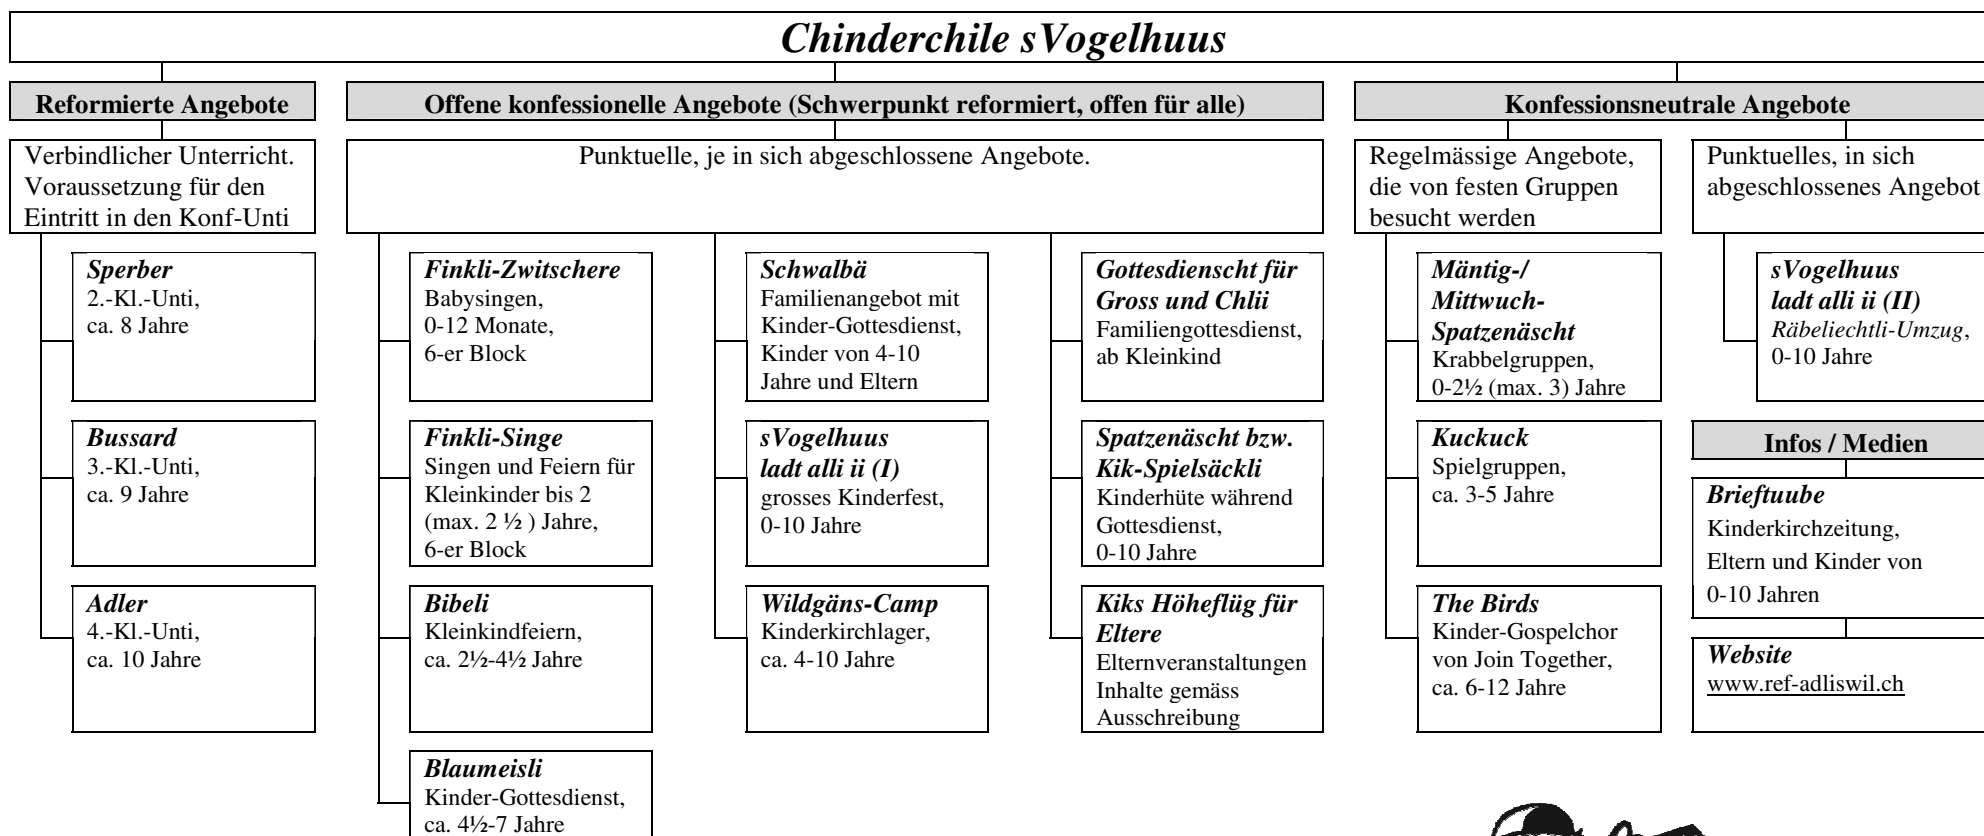 Chinderchile sVogelhuus
Reformierte Angebote
Verbindlicher Unterricht.
Voraussetzung für den
Eintritt in den Konf-Unti
Sperber
2.-Kl.-Unti,
ca. 8 Jahre
Bussard
3.-Kl.-Unti,
ca. 9 Jahre
Adler
4.-Kl.-Unti,
ca. 10 Jahre
Offene konfessionelle Angebote (Schwerpunkt reformiert, offen für alle)
Punktuelle, je in sich abgeschlossene Angebote.
Finkli-Zwitschere
Babysingen,
0-12 Monate,
6-er Block
Finkli-Singe
Singen und Feiern für
Kleinkinder bis 2
(max. 2 ½ ) Jahre,
6-er Block
Bibeli
Kleinkindfeiern,
ca. 2½-4½ Jahre
Blaumeisli
Kinder-Gottesdienst,
ca. 4½-7 Jahre
Schwalbä
Familienangebot mit
Kinder-Gottesdienst,
Kinder von 4-10
Jahre und Eltern
sVogelhuus
ladt alli ii (I)
grosses Kinderfest,
0-10 Jahre
Wildgäns-Camp
Kinderkirchlager,
ca. 4-10 Jahre
Gottesdienscht für
Gross und Chlii
Familiengottesdienst,
ab Kleinkind
Spatzenäscht bzw.
Kik-Spielsäckli
Kinderhüte während
Gottesdienst,
0-10 Jahre
Kiks Höheflüg für
Eltere
Elternveranstaltungen
Inhalte gemäss
Ausschreibung
Konfessionsneutrale Angebote
Regelmässige Angebote,
die von festen Gruppen
besucht werden
Mäntig-/
Mittwuch-
Spatzenäscht
Krabbelgruppen,
0-2½ (max. 3) Jahre
Kuckuck
Spielgruppen,
ca. 3-5 Jahre
The Birds
Kinder-Gospelchor
von Join Together,
ca. 6-12 Jahre
Punktuelles, in sich
abgeschlossenes Angebot
sVogelhuus
ladt alli ii (II)
Räbeliechtli-Umzug,
0-10 Jahre
Infos / Medien
Brieftuube
Kinderkirchzeitung,
Eltern und Kinder von
0-10 Jahren
Website
www.ref-adliswil.ch